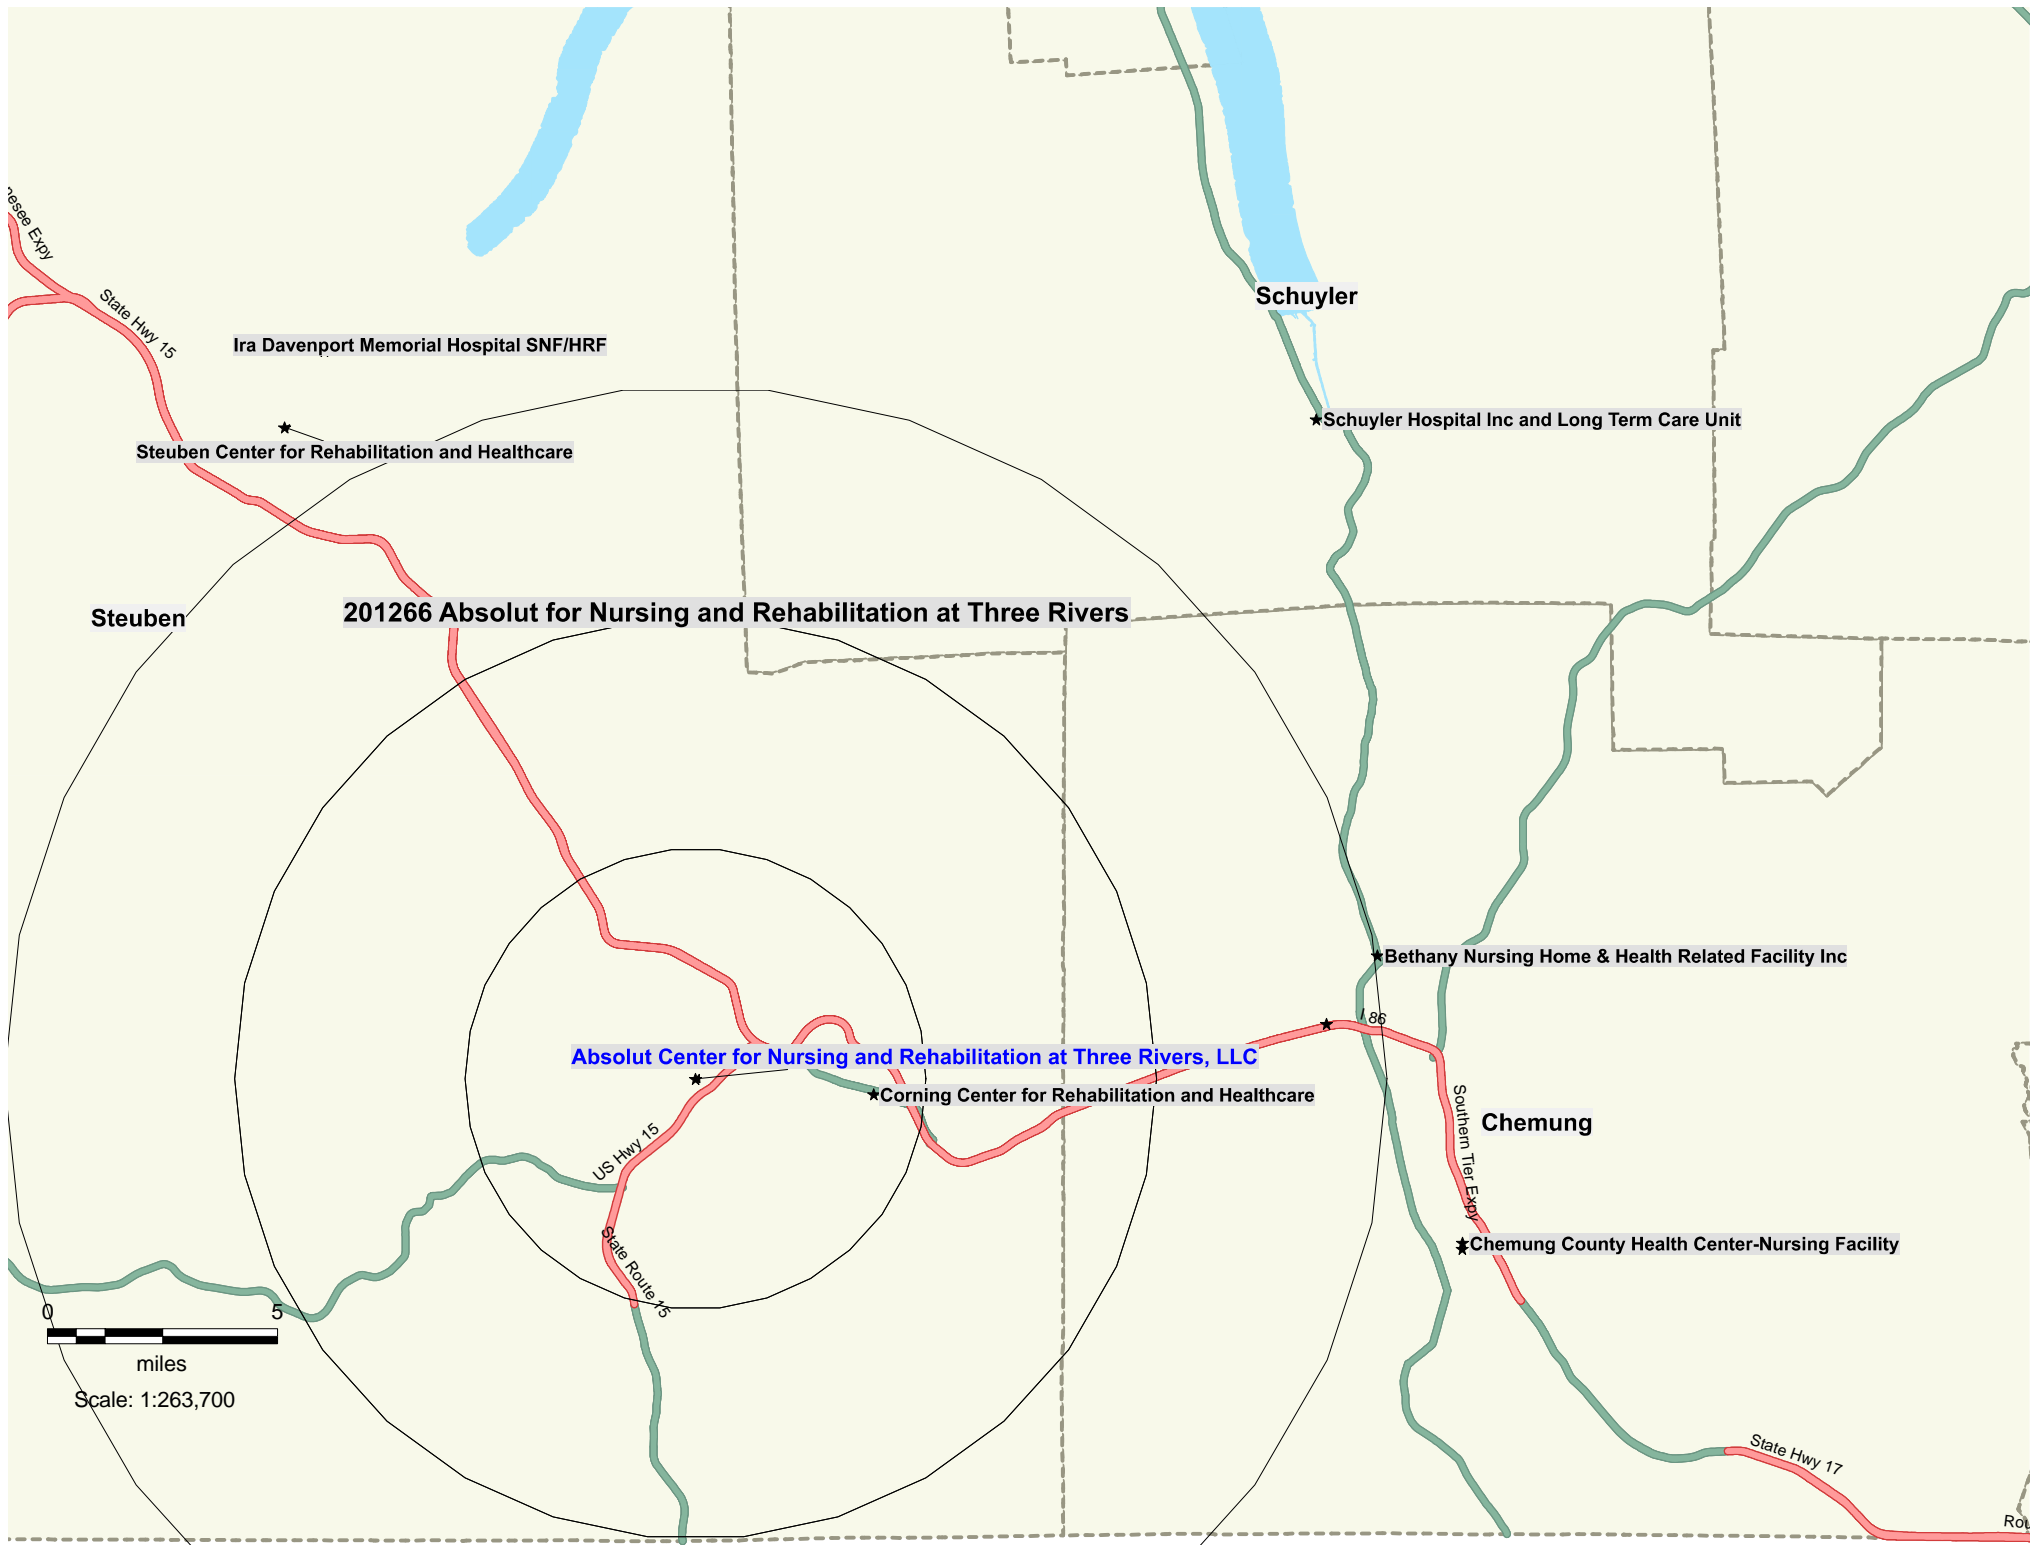 esee Expy
State Hwy 15
Schuyler
Ira Davenport Memorial Hospital SNF/HRF
Schuyler Hospital Inc and Long Term Care Unit
Steuben Center for Rehabilitation and Healthcare
Steuben
201266 Absolut for Nursing and Rehabilitation at Three Rivers
Bethany Nursing Home & Health Related Facility Inc
I 86
Absolut Center for Nursing and Rehabilitation at Three Rivers, LLC
Corning Center for Rehabilitation and Healthcare
Southern Tier Expy
Chemung
US Hwy 15
State Route 15
Chemung County Health Center-Nursing Facility
0 5
miles
Scale: 1:263,700
State Hwy 17